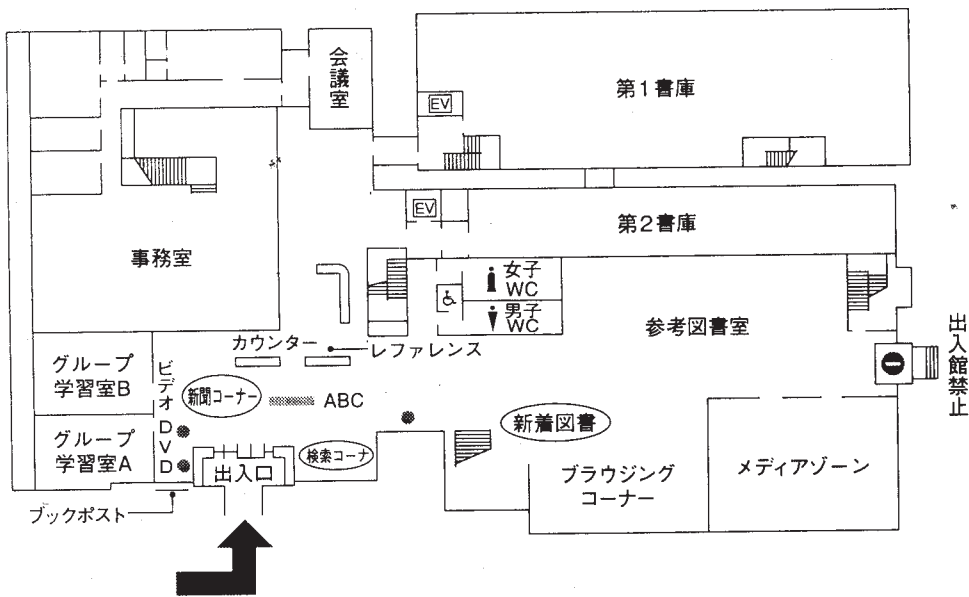 会議室
第1書庫
EV
EV
第2書庫
事務室
女子
WC
男子
WC
参考図書室
出入館禁止
カウンター
レファレンス
グループ
学習室B
ビデオ
DVD
新聞コーナー
ABC
新着図書
グループ
学習室A
出入口
検索コーナ
ブラウジング
コーナー
メディアゾーン
ブックポスト